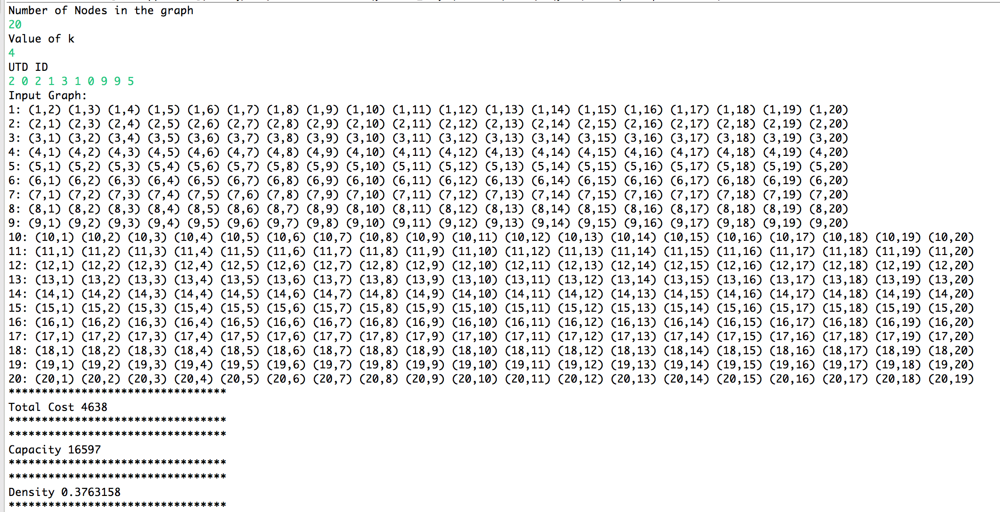 Number of Nodes in the graph
20
Value of k
4
UTD ID
2 0 2 1 3 1 0 9 9 5
Input Graph:
1: (1,2) (1,3) (1,4) (1,5) (1,6) (1,7) (1,8) (1,9) (1,10) (1,11) (1,12) (1,13) (1,14) (1,15) (1,16) (1,17) (1,18) (1,19) (1,20)
2: (2,1) (2,3) (2,4) (2,5) (2,6) (2,7) (2,8) (2,9) (2,10) (2,11) (2,12) (2,13) (2,14) (2,15) (2,16) (2,17) (2,18) (2,19) (2,20)
3: (3,1) (3,2) (3,4) (3,5) (3,6) (3,7) (3,8) (3,9) (3,10) (3,11) (3,12) (3,13) (3,14) (3,15) (3,16) (3,17) (3,18) (3,19) (3,20)
4: (4,1) (4,2) (4,3) (4,5) (4,6) (4,7) (4,8) (4,9) (4,10) (4,11) (4,12) (4,13) (4,14) (4,15) (4,16) (4,17) (4,18) (4,19) (4,20)
5: (5,1) (5,2) (5,3) (5,4) (5,6) (5,7) (5,8) (5,9) (5,10) (5,11) (5,12) (5,13) (5,14) (5,15) (5,16) (5,17) (5,18) (5,19) (5,20)
6: (6,1) (6,2) (6,3) (6,4) (6,5) (6,7) (6,8) (6,9) (6,10) (6,11) (6,12) (6,13) (6,14) (6,15) (6,16) (6,17) (6,18) (6,19) (6,20)
7: (7,1) (7,2) (7,3) (7,4) (7,5) (7,6) (7,8) (7,9) (7,10) (7,11) (7,12) (7,13) (7,14) (7,15) (7,16) (7,17) (7,18) (7,19) (7,20)
8: (8,1) (8,2) (8,3) (8,4) (8,5) (8,6) (8,7) (8,9) (8,10) (8,11) (8,12) (8,13) (8,14) (8,15) (8,16) (8,17) (8,18) (8,19) (8,20)
9: (9,1) (9,2) (9,3) (9,4) (9,5) (9,6) (9,7) (9,8) (9,10) (9,11) (9,12) (9,13) (9,14) (9,15) (9,16) (9,17) (9,18) (9,19) (9,20)
10: (10,1) (10,2) (10,3) (10,4) (10,5) (10,6) (10,7) (10,8) (10,9) (10,11) (10,12) (10,13) (10,14) (10,15) (10,16) (10,17) (10,18) (10,19) (10,20)
11: (11,1) (11,2) (11,3) (11,4) (11,5) (11,6) (11,7) (11,8) (11,9) (11,10) (11,12) (11,13) (11,14) (11,15) (11,16) (11,17) (11,18) (11,19) (11,20)
12: (12,1) (12,2) (12,3) (12,4) (12,5) (12,6) (12,7) (12,8) (12,9) (12,10) (12,11) (12,13) (12,14) (12,15) (12,16) (12,17) (12,18) (12,19) (12,20)
13: (13,1) (13,2) (13,3) (13,4) (13,5) (13,6) (13,7) (13,8) (13,9) (13,10) (13,11) (13,12) (13,14) (13,15) (13,16) (13,17) (13,18) (13,19) (13,20)
14: (14,1) (14,2) (14,3) (14,4) (14,5) (14,6) (14,7) (14,8) (14,9) (14,10) (14,11) (14,12) (14,13) (14,15) (14,16) (14,17) (14,18) (14,19) (14,20)
15: (15,1) (15,2) (15,3) (15,4) (15,5) (15,6) (15,7) (15,8) (15,9) (15,10) (15,11) (15,12) (15,13) (15,14) (15,16) (15,17) (15,18) (15,19) (15,20)
16: (16,1) (16,2) (16,3) (16,4) (16,5) (16,6) (16,7) (16,8) (16,9) (16,10) (16,11) (16,12) (16,13) (16,14) (16,15) (16,17) (16,18) (16,19) (16,20)
17: (17,1) (17,2) (17,3) (17,4) (17,5) (17,6) (17,7) (17,8) (17,9) (17,10) (17,11) (17,12) (17,13) (17,14) (17,15) (17,16) (17,18) (17,19) (17,20)
18: (18,1) (18,2) (18,3) (18,4) (18,5) (18,6) (18,7) (18,8) (18,9) (18,10) (18,11) (18,12) (18,13) (18,14) (18,15) (18,16) (18,17) (18,19) (18,20)
19: (19,1) (19,2) (19,3) (19,4) (19,5) (19,6) (19,7) (19,8) (19,9) (19,10) (19,11) (19,12) (19,13) (19,14) (19,15) (19,16) (19,17) (19,18) (19,20)
20: (20,1) (20,2) (20,3) (20,4) (20,5) (20,6) (20,7) (20,8) (20,9) (20,10) (20,11) (20,12) (20,13) (20,14) (20,15) (20,16) (20,17) (20,18) (20,19)
*********************************
Total Cost 4638
*********************************
*********************************
Capacity 16597
*********************************
*********************************
Density 0.3763158
*********************************